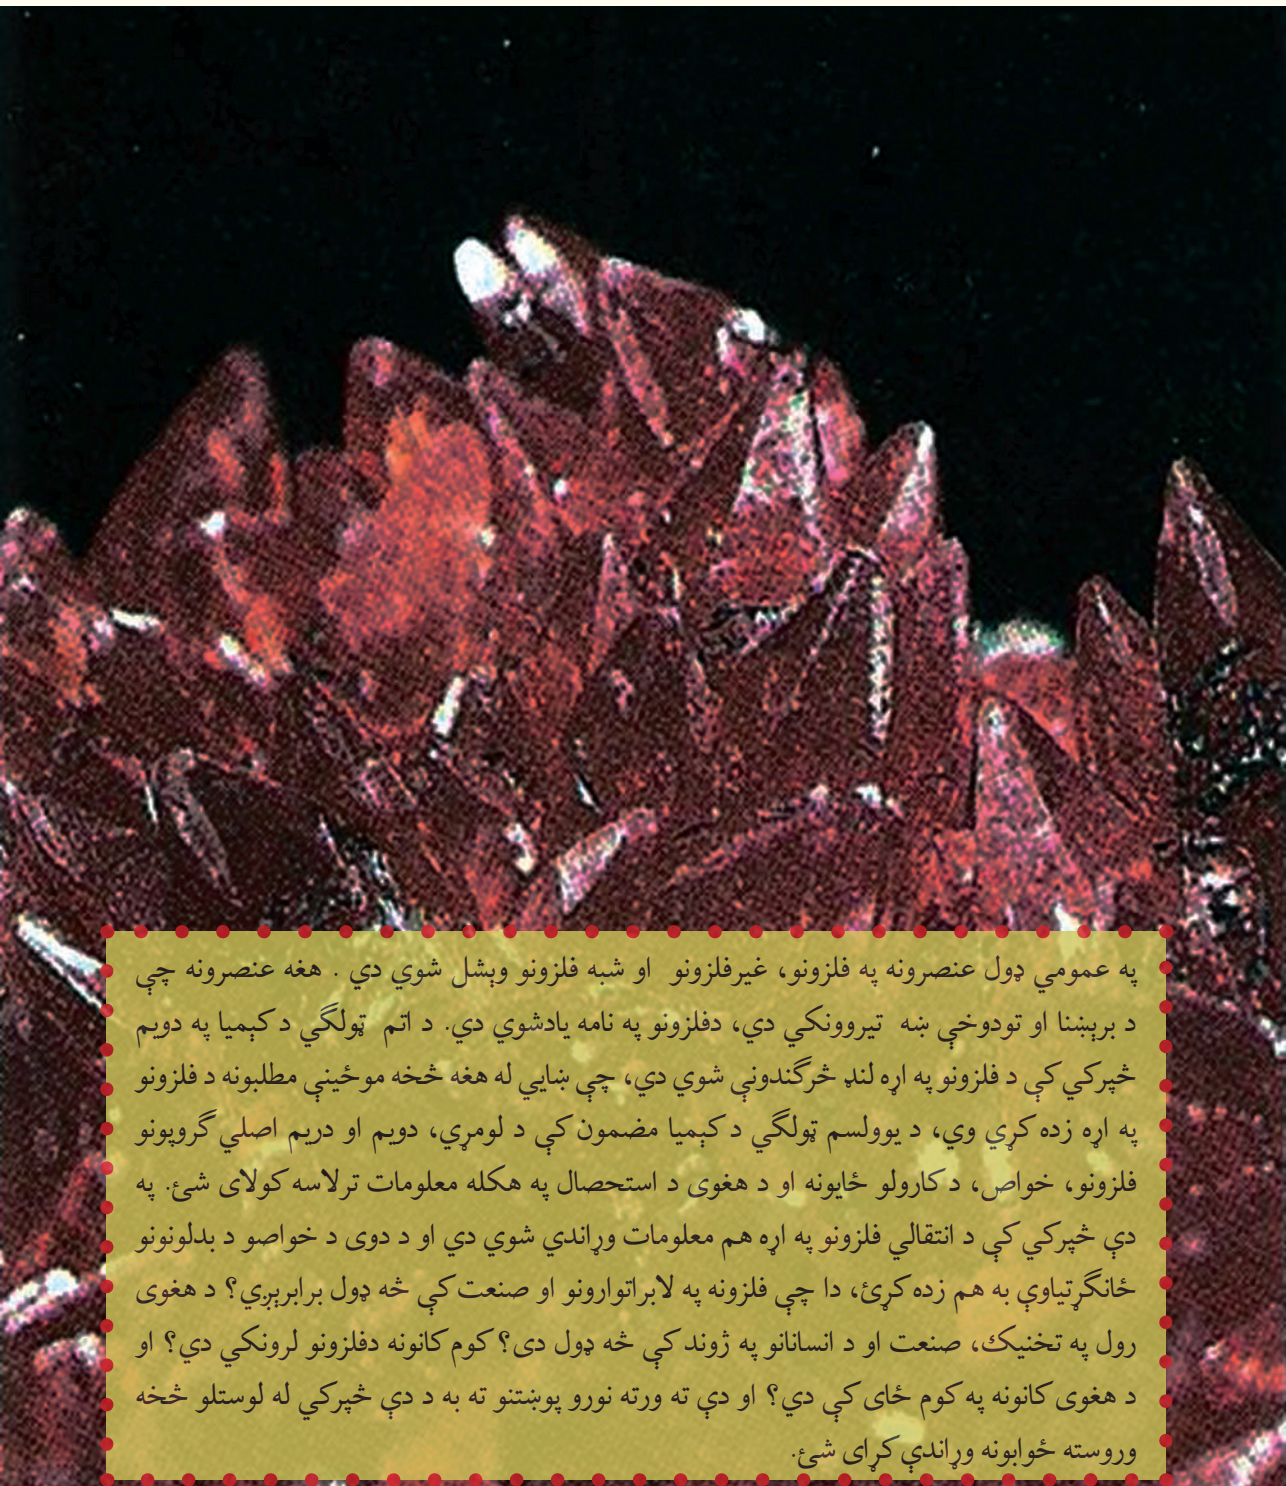 په عمومي ډول عنصرونه په فلزونو، غیرفلزونو  او شبه فلزونو وېشل شوي دي . هغه عنصرونه چې
د برېښنا او تودوخې ښه  تیروونکي دي، دفلزونو په نامه یادشوي دي. د اتم  ټولګي د کېمیا په دویم
څپرکي کې د فلزونو په اړه لنډ څرګندونې شوي دي، چې ښایي له هغه څخه موځینې مطلبونه د فلزونو
په اړه زده کړي وي، د یوولسم ټولګي د کېمیا مضمون کې د لومړي، دویم او دریم اصلي ګروپونو
فلزونو، خواص، د کارولو ځایونه او د هغوی د استحصال په هکله معلومات ترلاسه کولای شئ. په
دې څپرکي کې د انتقالي فلزونو په اړه هم معلومات وړاندې شوي دي او د دوی د خواصو د بدلونونو
ځانګړتیاوې به هم زده کړئ، دا چې فلزونه په لابراتوارونو او صنعت کې څه ډول برابرېږي؟ د هغوی
رول په تخنیك، صنعت او د انسانانو په ژوند کې څه ډول دی؟ کوم کانونه دفلزونو لرونکي دي؟ او
د هغوی کانونه په کوم ځای کې دي؟ او دې ته ورته نورو پوښتنو ته به د دې څپرکي له لوستلو څخه
وروسته ځوابونه وړاندې کړای شئ.